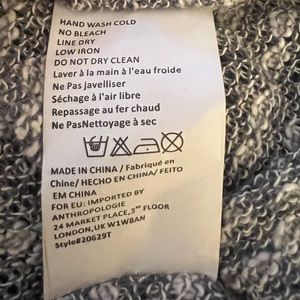 HAND WASH COLD
NO BLEACH
LINE DRY
LOW IRON
DO NOT DRY CLEAN
Laver à la main à l'eau froide
Ne Pas javelliser
Séchage à l'air libre
Repassage au fer chaud
Ne PasNettoyage à sec
MADE IN CHINA / Fabriqué en
Chine/ HECHO EN CHINA/ FEITO
EM CHINA
FOR EU: IMPORTED BY
ANTHROPOLOGIE
24 MARKET PLACE,3RD FLOOR
LONDON,UK W1W8AN
Style#20629T